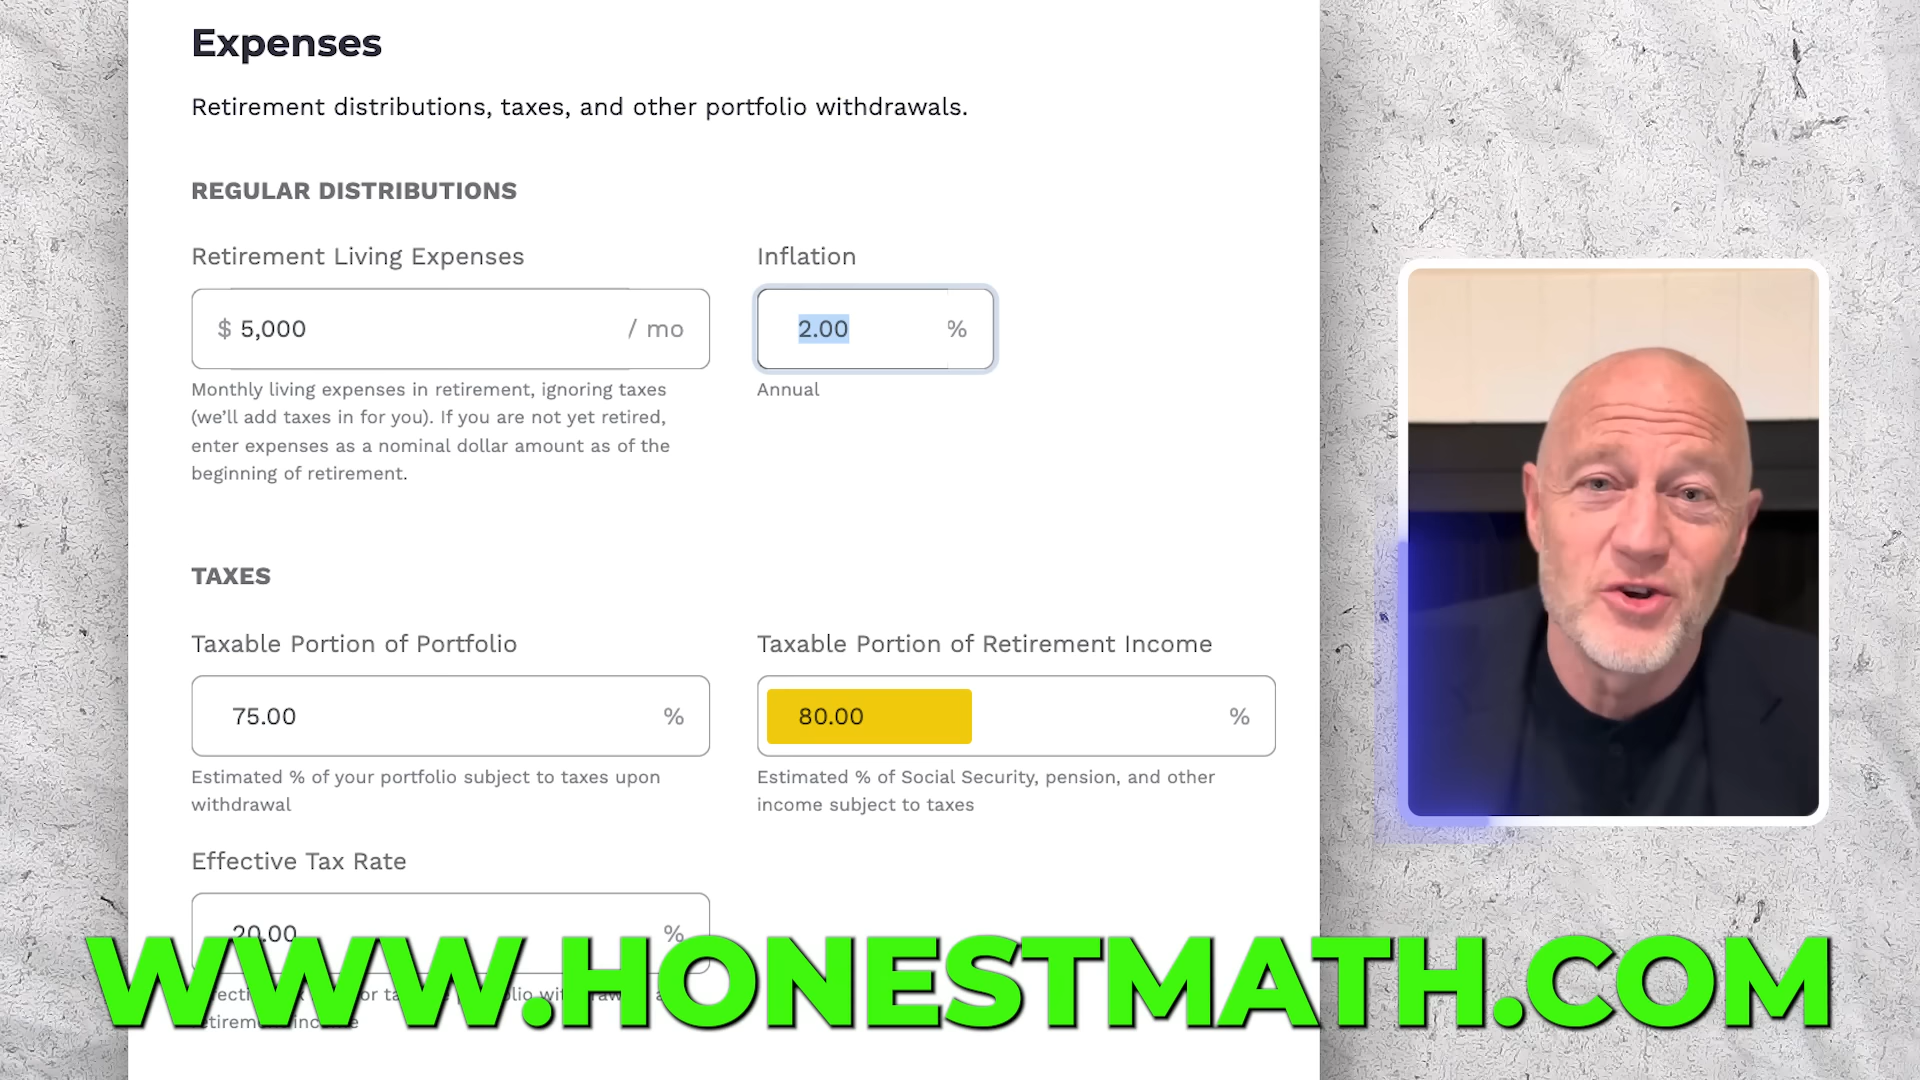 Expenses
Retirement distributions, taxes, and other portfolio withdrawals.
REGULAR DISTRIBUTIONS
Retirement Living Expenses
$ 5,000 / mo
Monthly living expenses in retirement, ignoring taxes
(we’ll add taxes in for you). If you are not yet retired,
enter expenses as a nominal dollar amount as of the
beginning of retirement.
Inflation
2.00 %
Annual
TAXES
Taxable Portion of Portfolio
75.00 %
Estimated % of your portfolio subject to taxes upon
withdrawal
Taxable Portion of Retirement Income
80.00 %
Estimated % of Social Security, pension, and other
income subject to taxes
Effective Tax Rate
20.00 %
WWW.HONESTMATH.COM